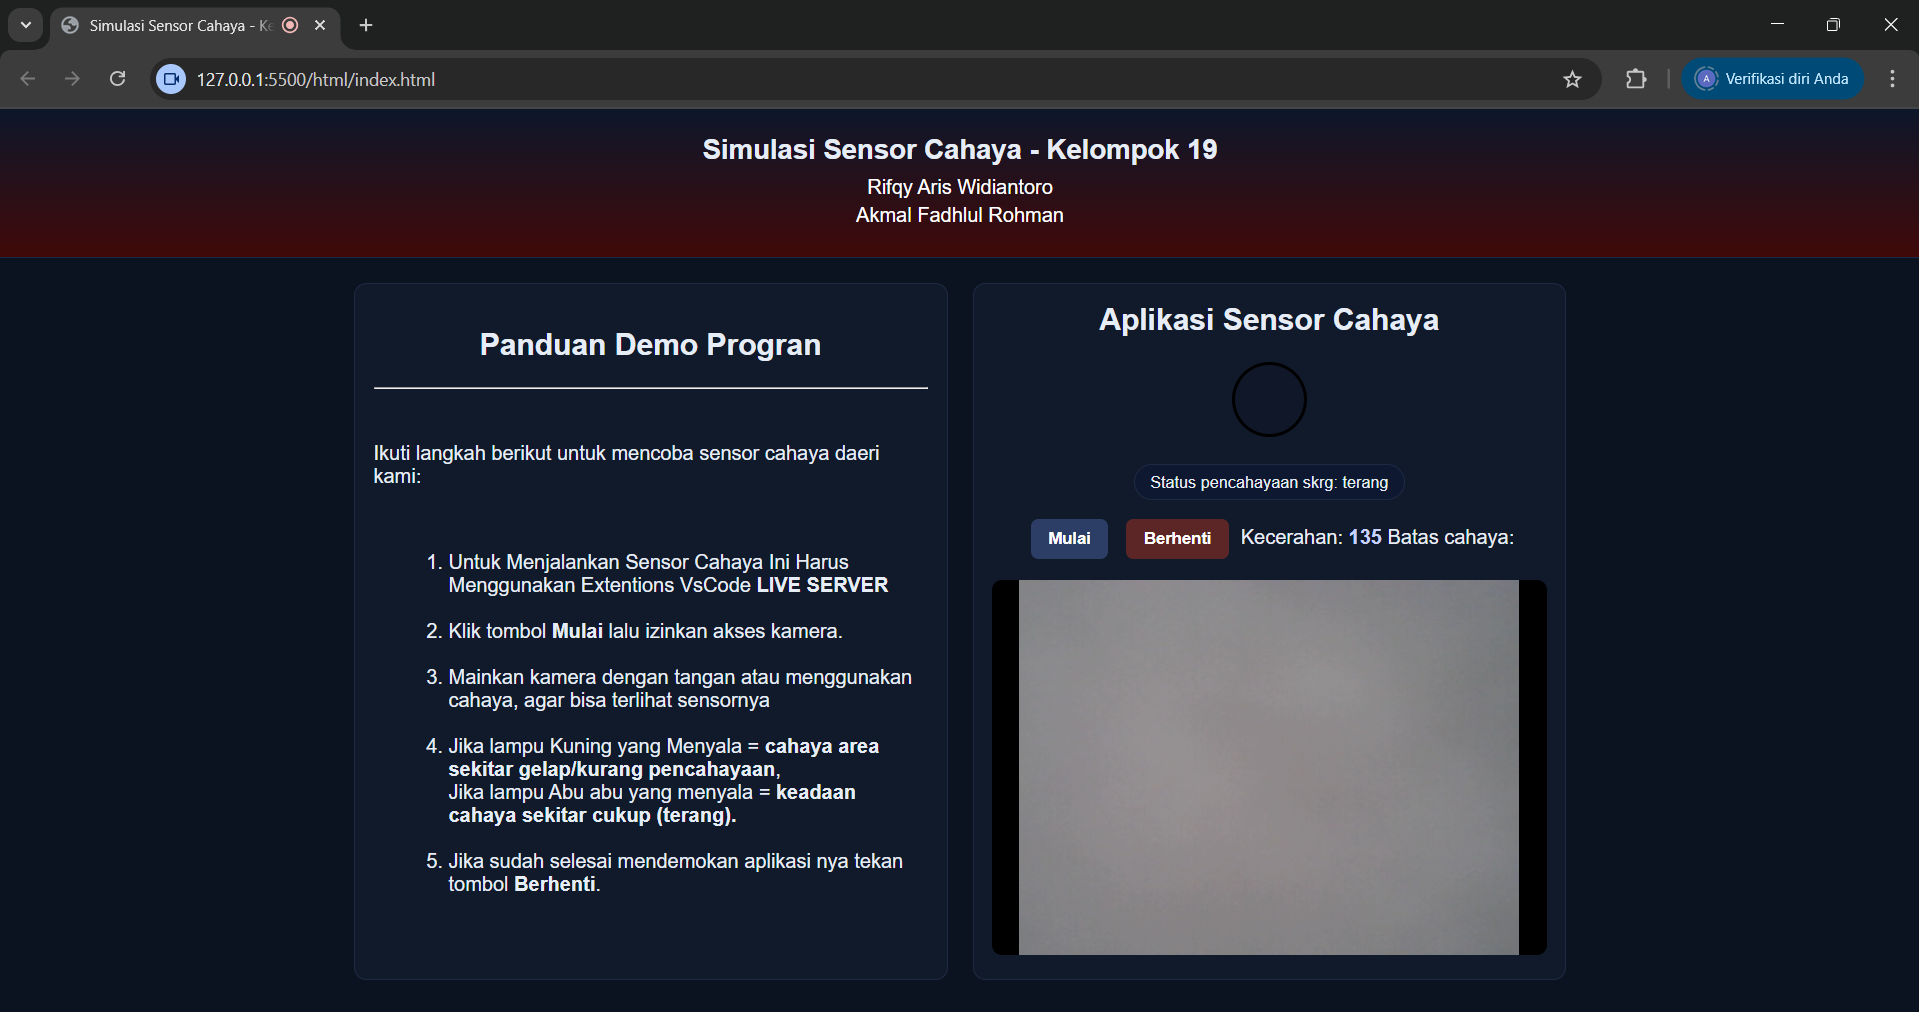 Simulasi Sensor Cahaya - Ke
127.0.0.1:5500/html/index.html
A
Verifikasi diri Anda
Simulasi Sensor Cahaya - Kelompok 19
Rifqy Aris Widiantoro
Akmal Fadhlul Rohman
Panduan Demo Progran
Ikuti langkah berikut untuk mencoba sensor cahaya daeri
kami:
1. Untuk Menjalankan Sensor Cahaya Ini Harus
Menggunakan Extentions VsCode LIVE SERVER
2. Klik tombol Mulai lalu izinkan akses kamera.
3. Mainkan kamera dengan tangan atau menggunakan
cahaya, agar bisa terlihat sensornya
4. Jika lampu Kuning yang Menyala = cahaya area
sekitar gelap/kurang pencahayaan,
Jika lampu Abu abu yang menyala = keadaan
cahaya sekitar cukup (terang).
5. Jika sudah selesai mendemokan aplikasi nya tekan
tombol Berhenti.
Aplikasi Sensor Cahaya
Status pencahayaan skrg: terang
Mulai Berhenti Kecerahan: 135 Batas cahaya: